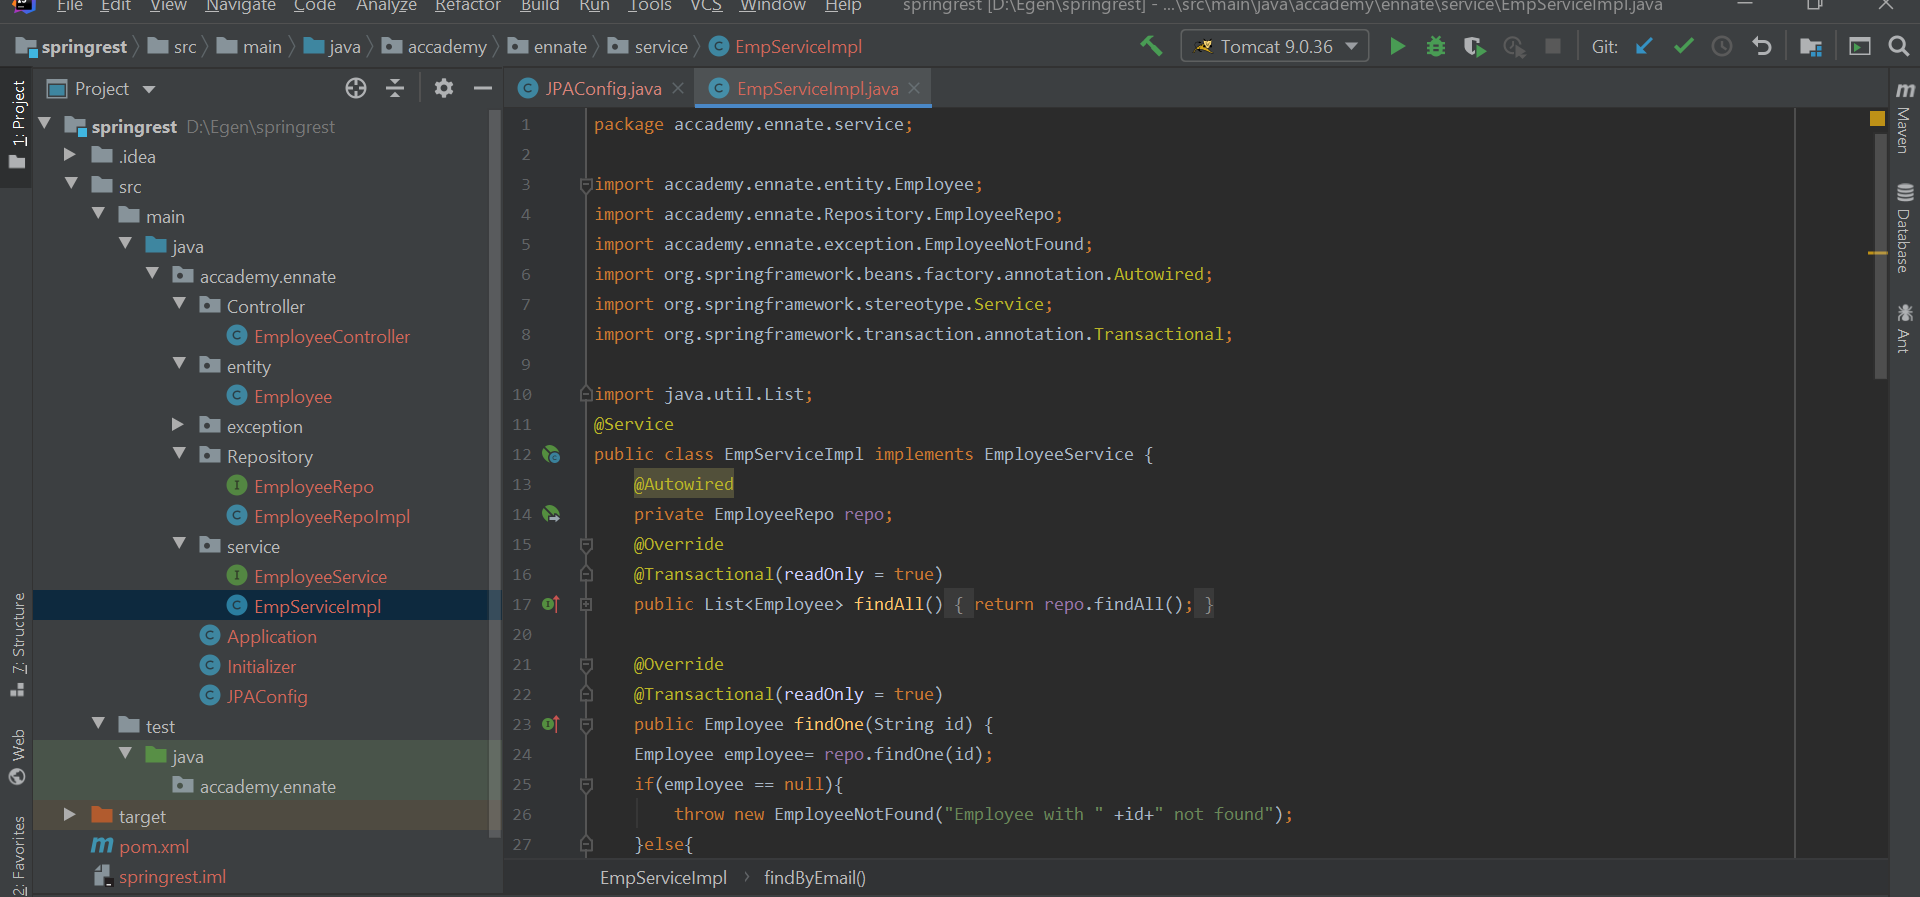 File Edit View Navigate Code Analyze Refactor Build Run Tools VCS Window Help springrest [D:\Egen\springrest] - ...\src\main\java\accademy\ennate\service\EmpServiceImpl.java
springrest src main java accademy ennate service EmpServiceImpl Tomcat 9.0.36 Git:
Project
JPAConfig.java EmpServiceImpl.java
1: Project
7: Structure
Web
2: Favorites
springrest D:\Egen\springrest
.idea
src
main
java
accademy.ennate
Controller
EmployeeController
entity
Employee
exception
Repository
EmployeeRepo
EmployeeRepoImpl
service
EmployeeService
EmpServiceImpl
Application
Initializer
JPAConfig
test
java
accademy.ennate
target
pom.xml
springrest.iml
1 package accademy.ennate.service;
2
3 import accademy.ennate.entity.Employee;
4 import accademy.ennate.Repository.EmployeeRepo;
5 import accademy.ennate.exception.EmployeeNotFound;
6 import org.springframework.beans.factory.annotation.Autowired;
7 import org.springframework.stereotype.Service;
8 import org.springframework.transaction.annotation.Transactional;
9
10 import java.util.List;
11 @Service
12 public class EmpServiceImpl implements EmployeeService {
13 @Autowired
14 private EmployeeRepo repo;
15 @Override
16 @Transactional(readOnly = true)
17 public List<Employee> findAll() { return repo.findAll(); }
20
21 @Override
22 @Transactional(readOnly = true)
23 public Employee findOne(String id) {
24 Employee employee= repo.findOne(id);
25 if(employee == null){
26 throw new EmployeeNotFound("Employee with " +id+" not found");
27 }else{
EmpServiceImpl findByEmail()
Maven
Database
Ant